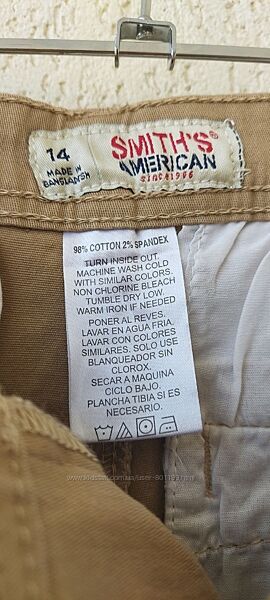 14
MADE IN
BANGLADESH
SMITH'S
AMERICAN
SINCE 1906
98% COTTON 2% SPANDEX
TURN INSIDE OUT.
MACHINE WASH COLD
WITH SIMILAR COLORS.
NON CHLORINE BLEACH
TUMBLE DRY LOW.
WARM IRON IF NEEDED
PONER AL REVES.
LAVAR EN AGUA FRIA.
LAVAR CON COLORES
SIMILARES. SOLO USE
BLANQUEADOR SIN
CLOROX.
SECAR A MAQUINA
CICLO BAJO.
PLANCHA TIBIA SI ES
NECESARIO.